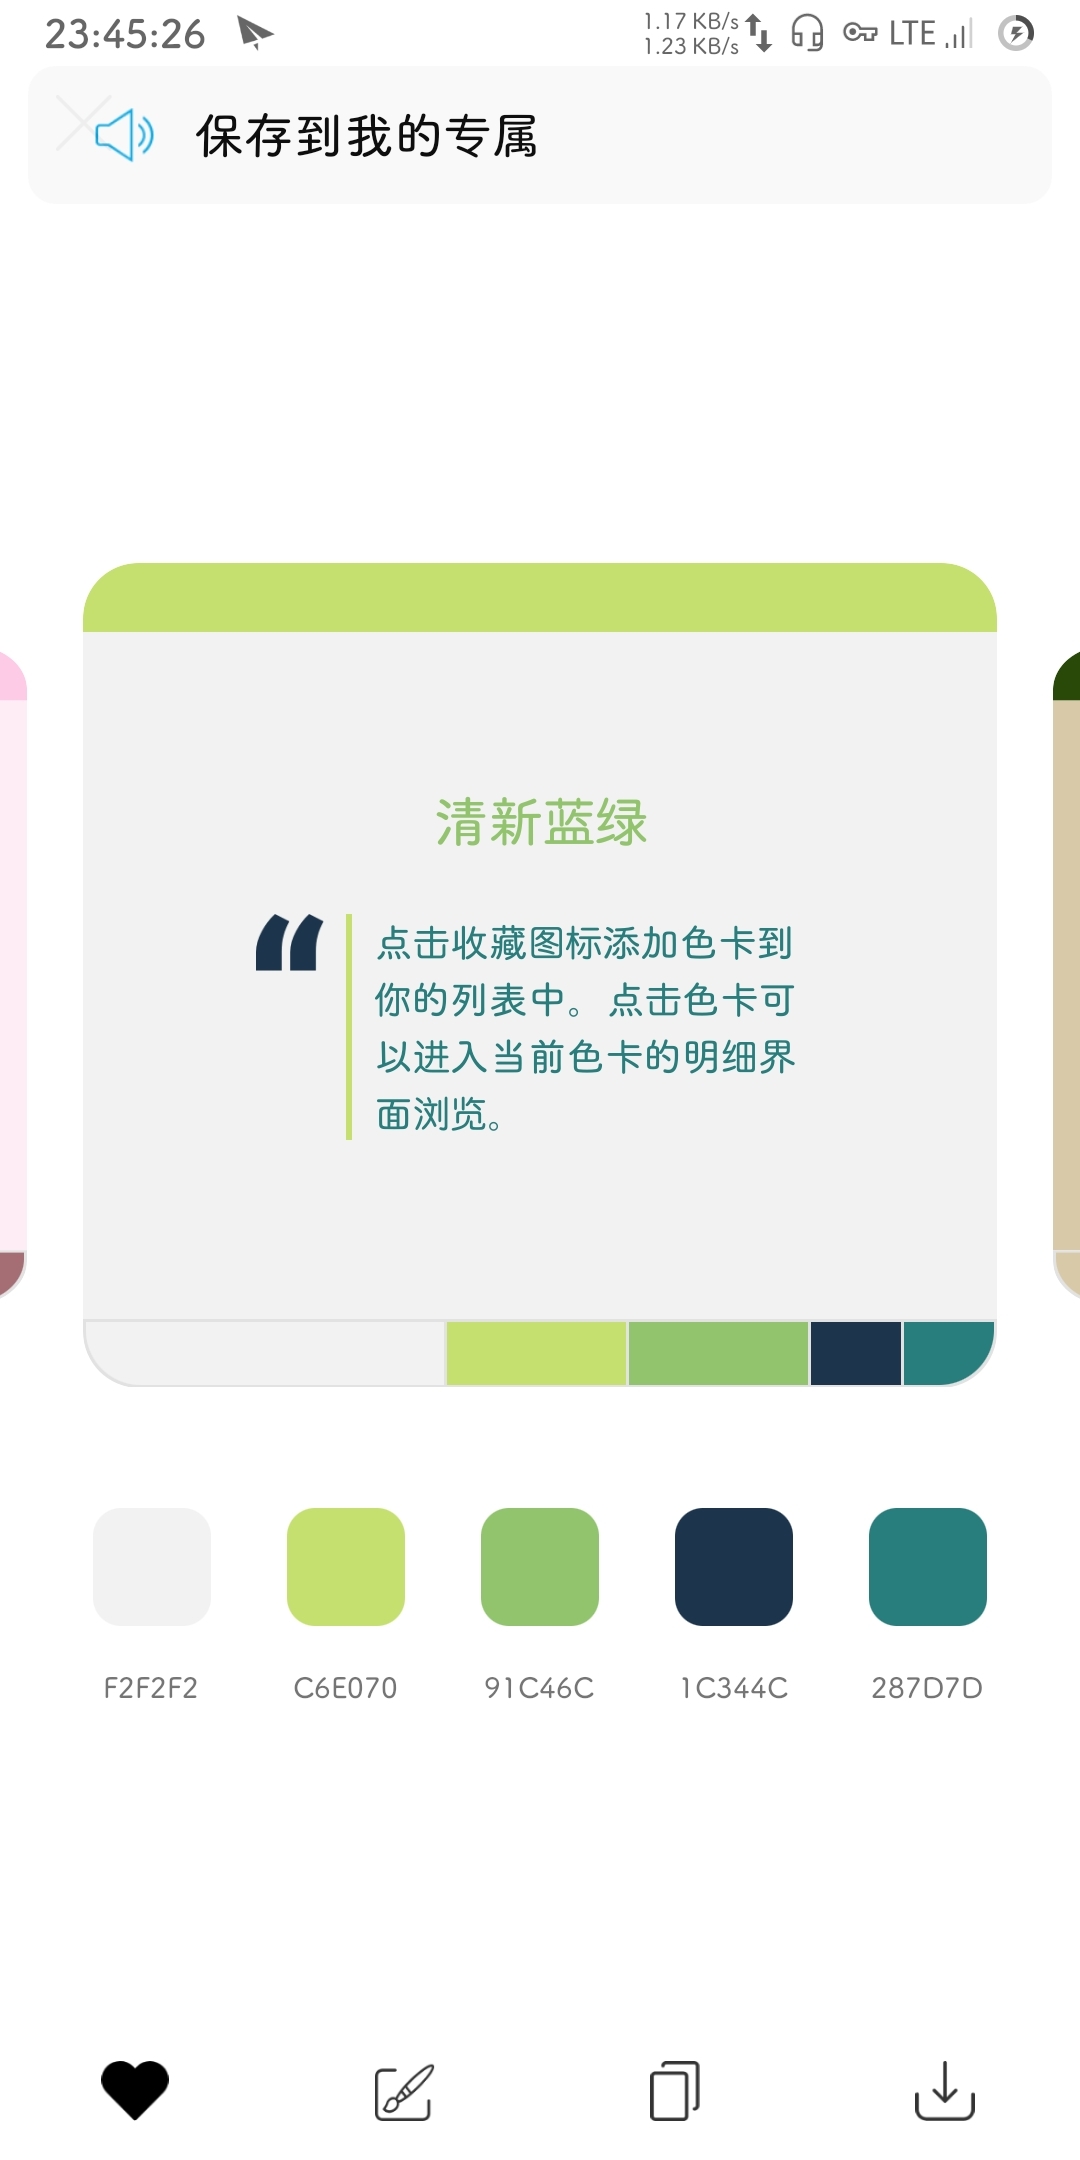 23:45:26
1.17 KB/s
1.23 KB/s
LTE
保存到我的专属
清新蓝绿
点击收藏图标添加色卡到
你的列表中。点击色卡可
以进入当前色卡的明细界
面浏览。
F2F2F2 C6E070 91C46C 1C344C 287D7D